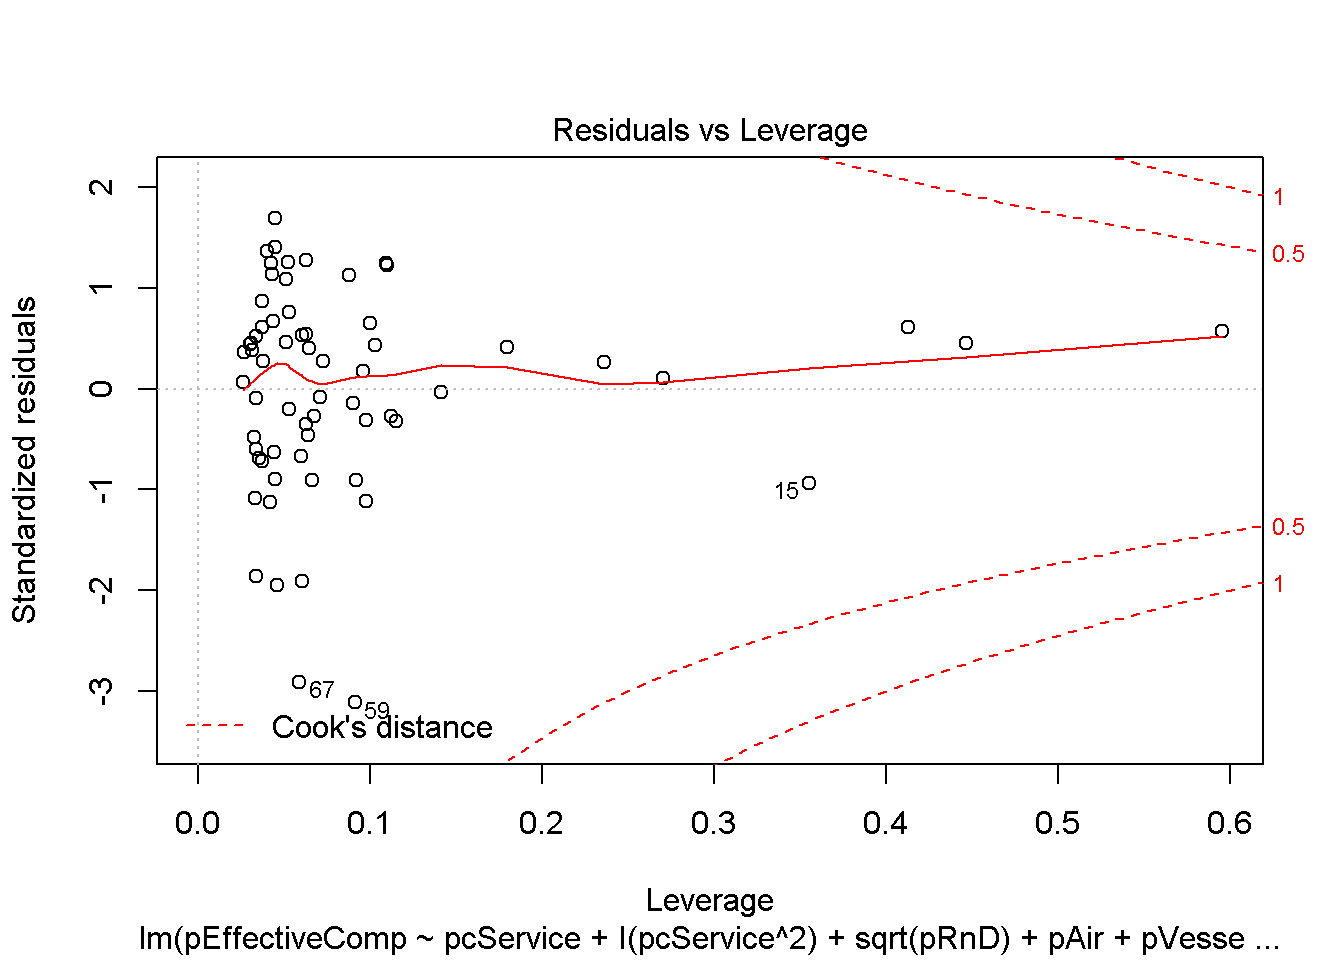 Residuals vs Leverage
Standardized residuals
2
1
0
-1
-2
-3
1
0.5
0.5
1
15
67
59
Cook's distance
0.0 0.1 0.2 0.3 0.4 0.5 0.6
Leverage
lm(pEffectiveComp ~ pcService + I(pcService^2) + sqrt(pRnD) + pAir + pVesse ...